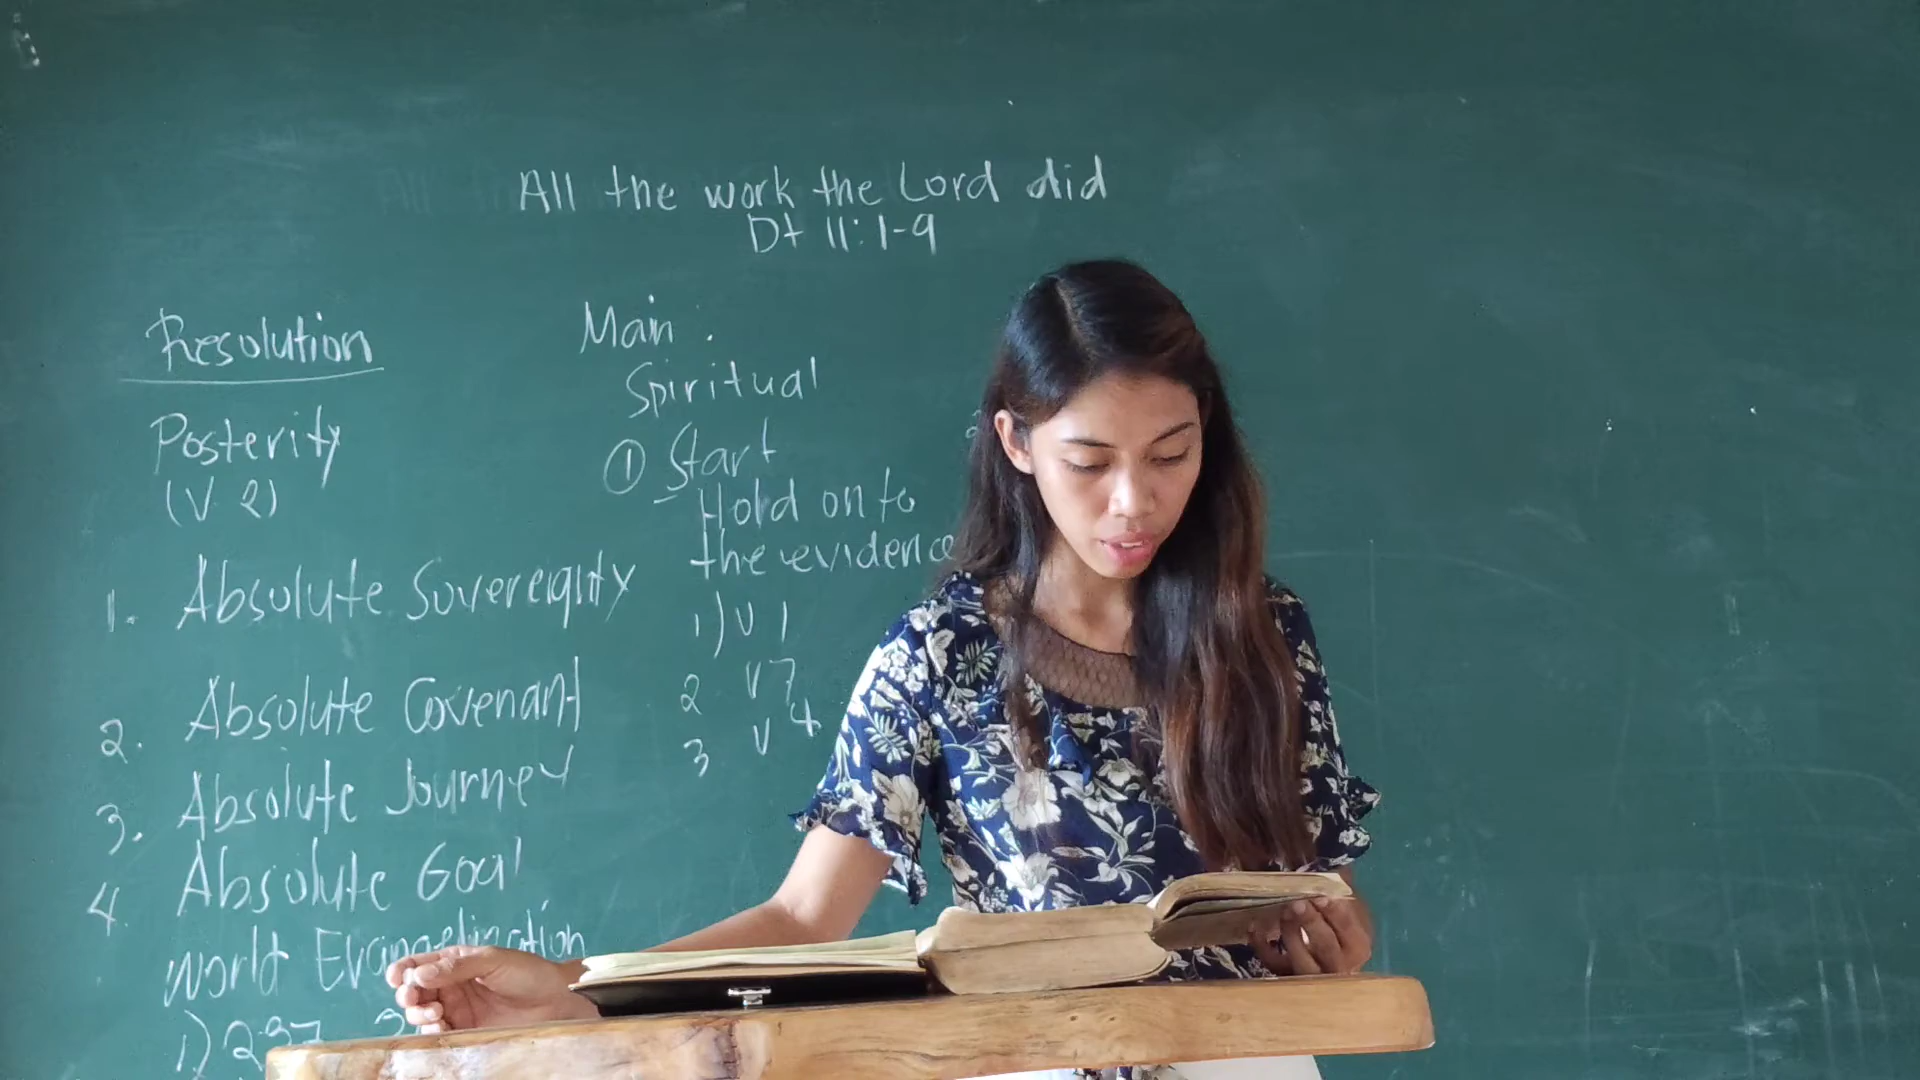 All the work the Lord did
Dt 11:1-9
Resolution
Posterity
(V. 2)
1. Absolute Sovereignty
2. Absolute Covenant
3. Absolute Journey
4. Absolute Goal
World Evangelization
1) 237
Main :
Spiritual
① Start
Hold on to
the evidence
1) V 1
2 V 7
3 V 4